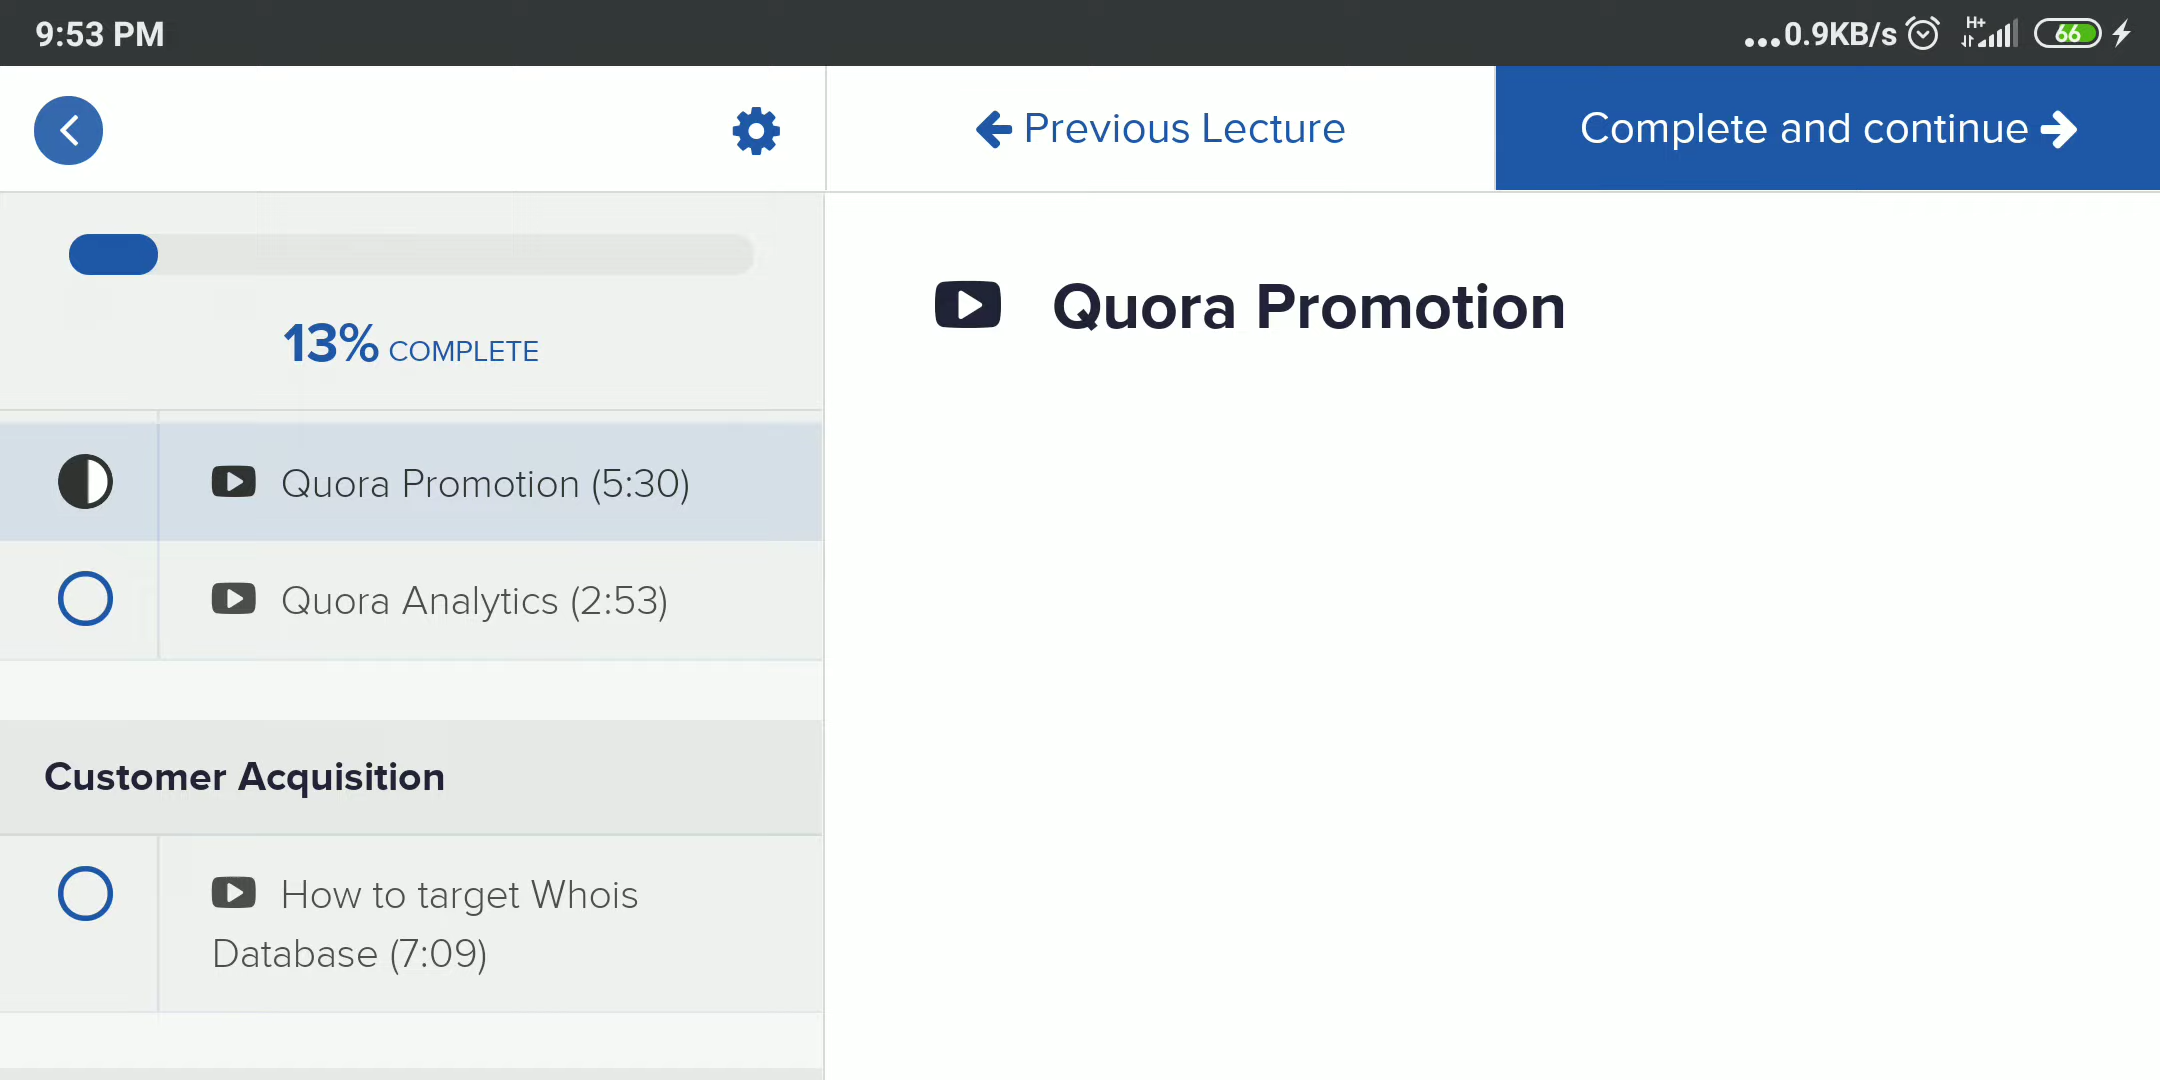 9:53 PM
...0.9KB/s H+ 66
Previous Lecture
Complete and continue
13% COMPLETE
Quora Promotion
Quora Promotion (5:30)
Quora Analytics (2:53)
Customer Acquisition
How to target Whois
Database (7:09)